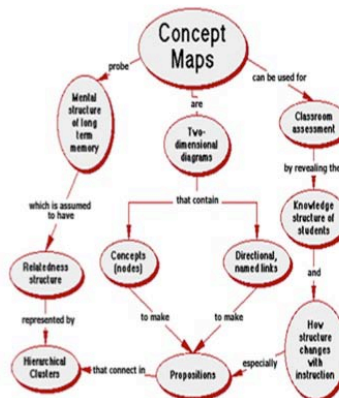 Concept
Maps
probe
are
can be used for
Mental
structure
of long
term
memory
Two-
dimensional
diagrams
Classroom
assessment
which is assumed
to have
that contain
by revealing the
Concepts
(nodes)
Directional,
named links
Knowledge
structure of
students
Relatedness
structure
and
represented by
to make
to make
How
structure
changes with
instruction
Hierarchical
Clusters
that connect in
Propositions
especially